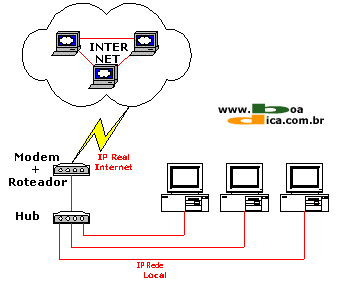 INTER
NET
www.boa
dica.com.br
IP Real
Internet
Modem
+
Roteador
Hub
IP Rede
Local